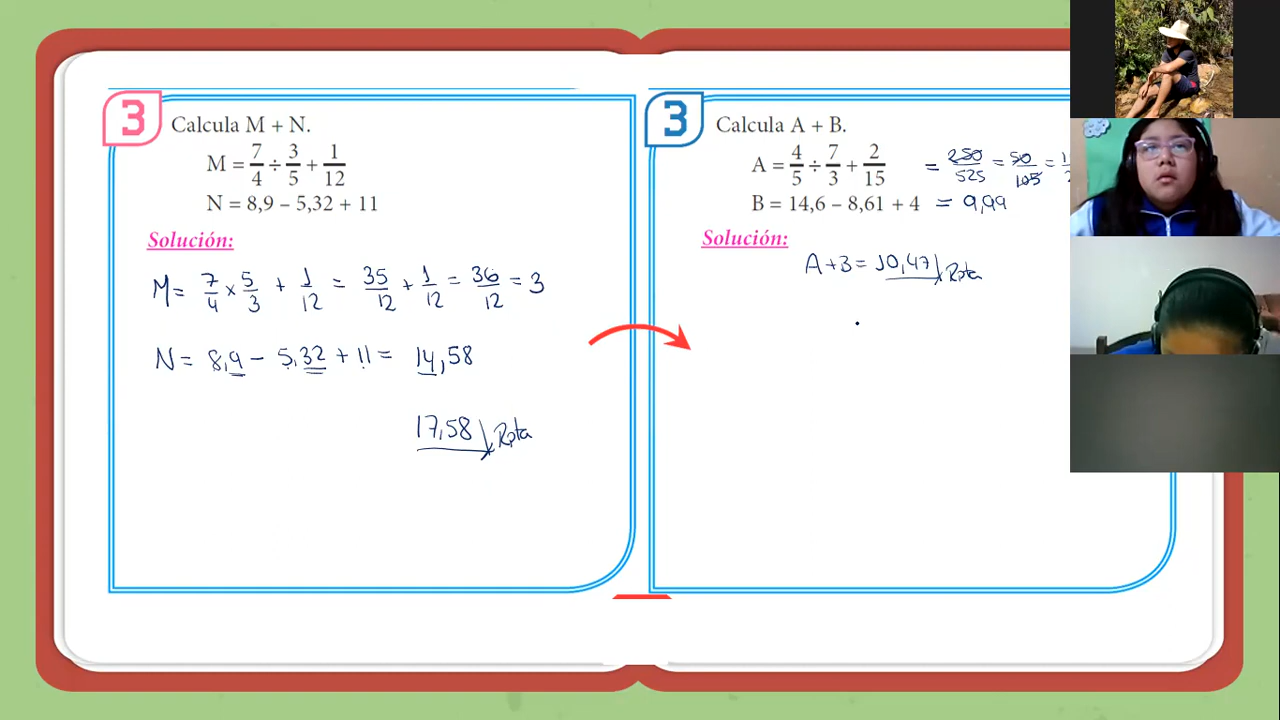 3
Calcula M + N.
M = 7/4 ÷ 3/5 + 1/12
N = 8,9 – 5,32 + 11
Solución:
M = 7/4 x 5/3 + 1/12 = 35/12 + 1/12 = 36/12 = 3
N = 8,9 – 5,32 + 11 = 14,58
17,58 Rpta
3
Calcula A + B.
A = 4/5 ÷ 7/3 + 2/15 = 250/525 = 50/105 =
B = 14,6 – 8,61 + 4 = 9,99
Solución:
A + B = 10,47 Rpta